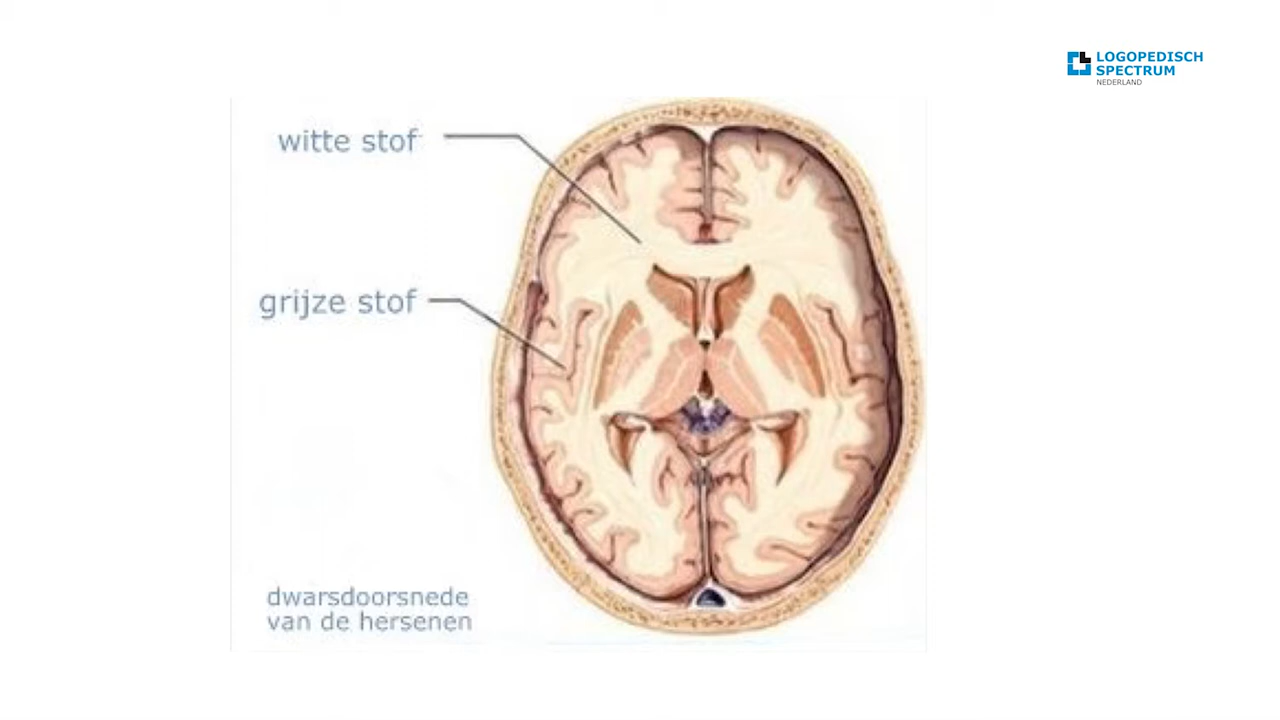 LOGOPEDISCH
SPECTRUM
NEDERLAND
witte stof
grijze stof
dwarsdoorsnede
van de hersenen